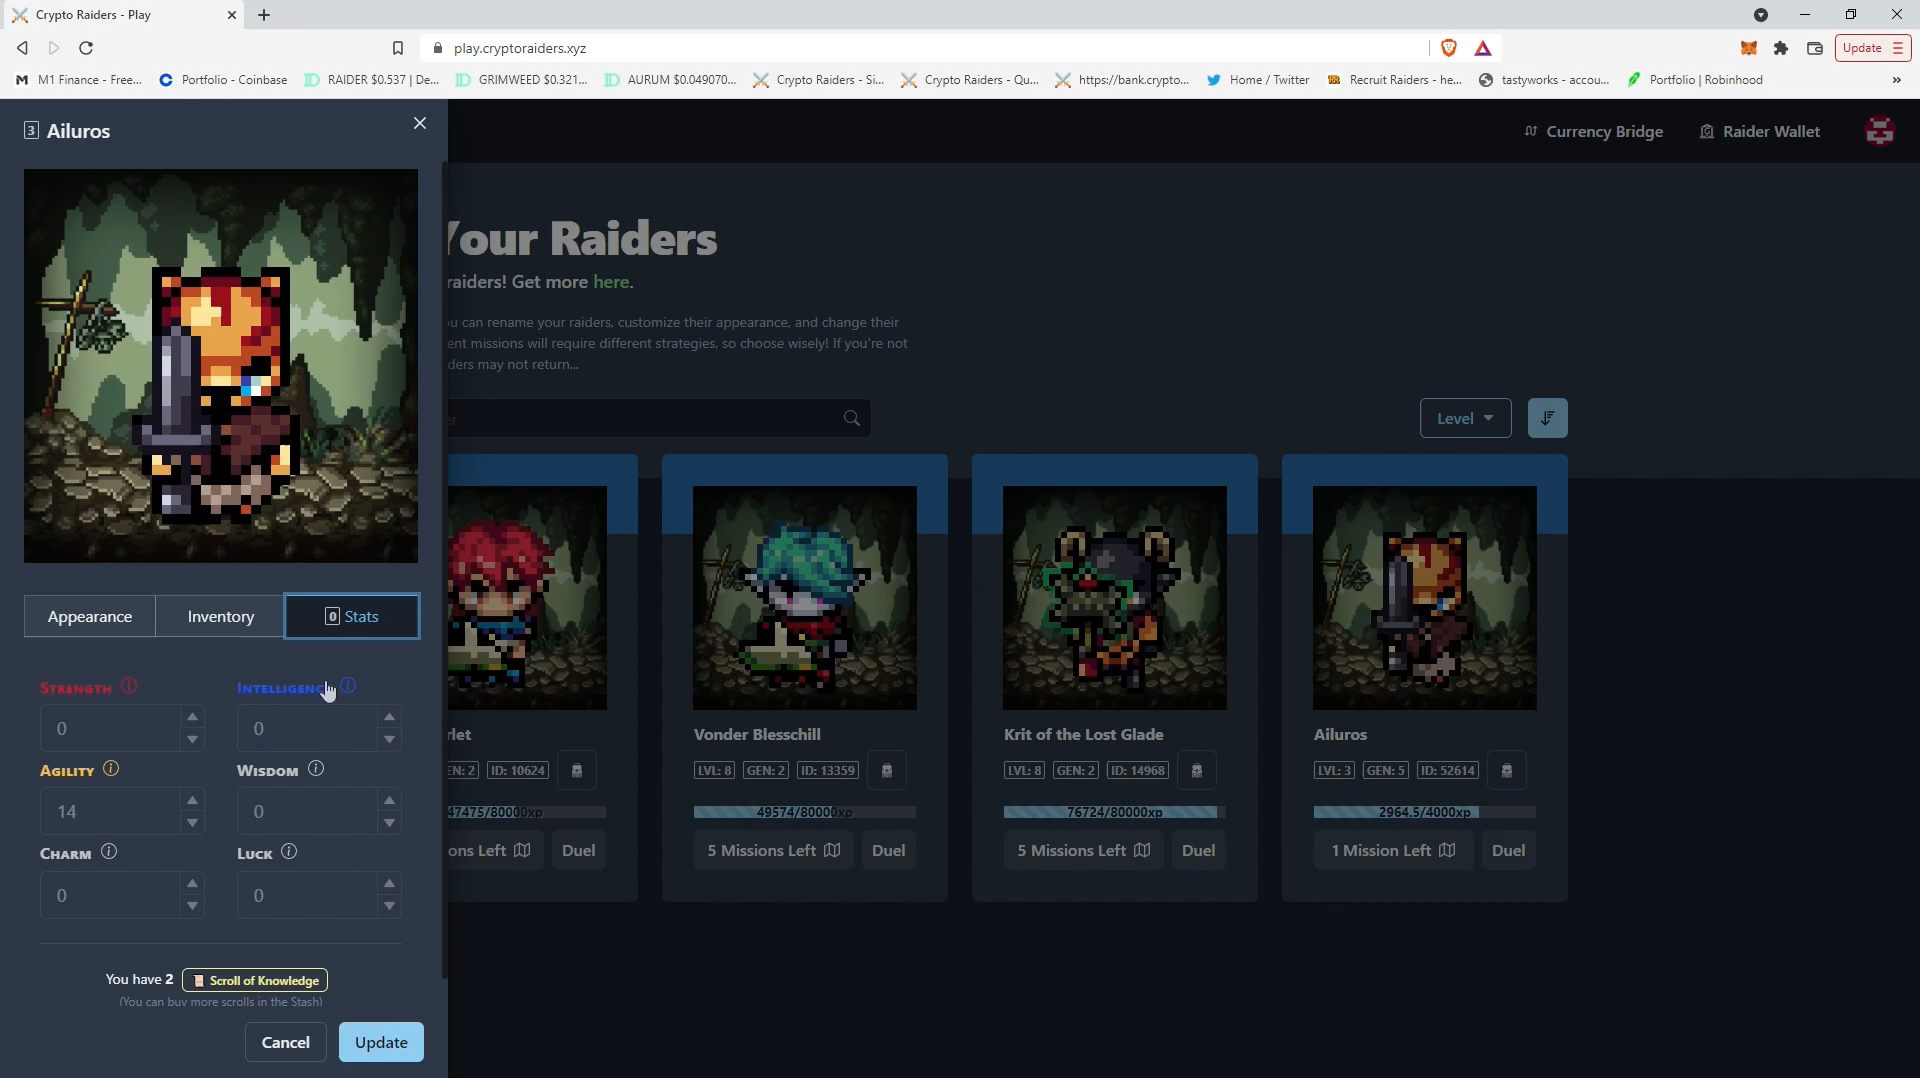 Crypto Raiders - Play
play.cryptoraiders.xyz
Update
M1 Finance - Free...
Portfolio - Coinbase
RAIDER $0.537 | De...
GRIMWEED $0.321...
AURUM $0.049070...
Crypto Raiders - Si...
Crypto Raiders - Qu...
https://bank.crypto...
Home / Twitter
Recruit Raiders - he...
tastyworks - accou...
Portfolio | Robinhood
3 Ailuros
Currency Bridge
Raider Wallet
Your Raiders
raiders! Get more here.
u can rename your raiders, customize their appearance, and change their
ent missions will require different strategies, so choose wisely! If you're not
ders may not return...
er
Level
Appearance
Inventory
0 Stats
Strength
Intelligence
0
0
Agility
Wisdom
14
0
Charm
Luck
0
0
You have 2 Scroll of Knowledge
(You can buy more scrolls in the Stash)
Cancel
Update
rlet
EN: 2 ID: 10624
47475/80000xp
ons Left
Duel
Vonder Blesschill
LVL: 8 GEN: 2 ID: 13359
49574/80000xp
5 Missions Left
Duel
Krit of the Lost Glade
LVL: 8 GEN: 2 ID: 14968
76724/80000xp
5 Missions Left
Duel
Ailuros
LVL: 3 GEN: 5 ID: 52614
2964.5/4000xp
1 Mission Left
Duel